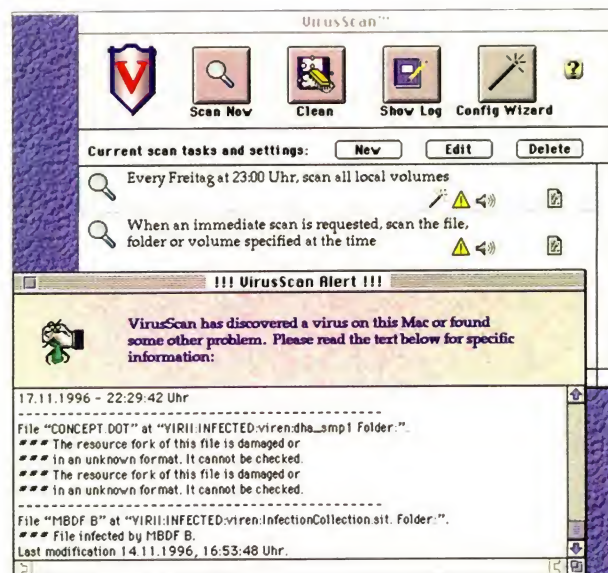 VirusScan™
V
?
Scan Now
Clean
Show Log
Config Wizard
Current scan tasks and settings:
New
Edit
Delete
Every Freitag at 23:00 Uhr, scan all local volumes
When an immediate scan is requested, scan the file,
folder or volume specified at the time
!!! VirusScan Alert !!!
VirusScan has discovered a virus on this Mac or found
some other problem. Please read the text below for specific
information:
17.11.1996 - 22:29:42 Uhr
--------------------------------------------------
File “CONCEPT.DOT” at “VIRII:INFECTED:viren:dha_smp1 Folder:”.
### The resource fork of this file is damaged or
### in an unknown format. It cannot be checked.
### The resource fork of this file is damaged or
### in an unknown format. It cannot be checked.
--------------------------------------------------
File “MBDF B” at “VIRII:INFECTED:viren:InfectionCollection.sit. Folder:”.
### File infected by MBDF B.
Last modification 14.11.1996, 16:53:48 Uhr.